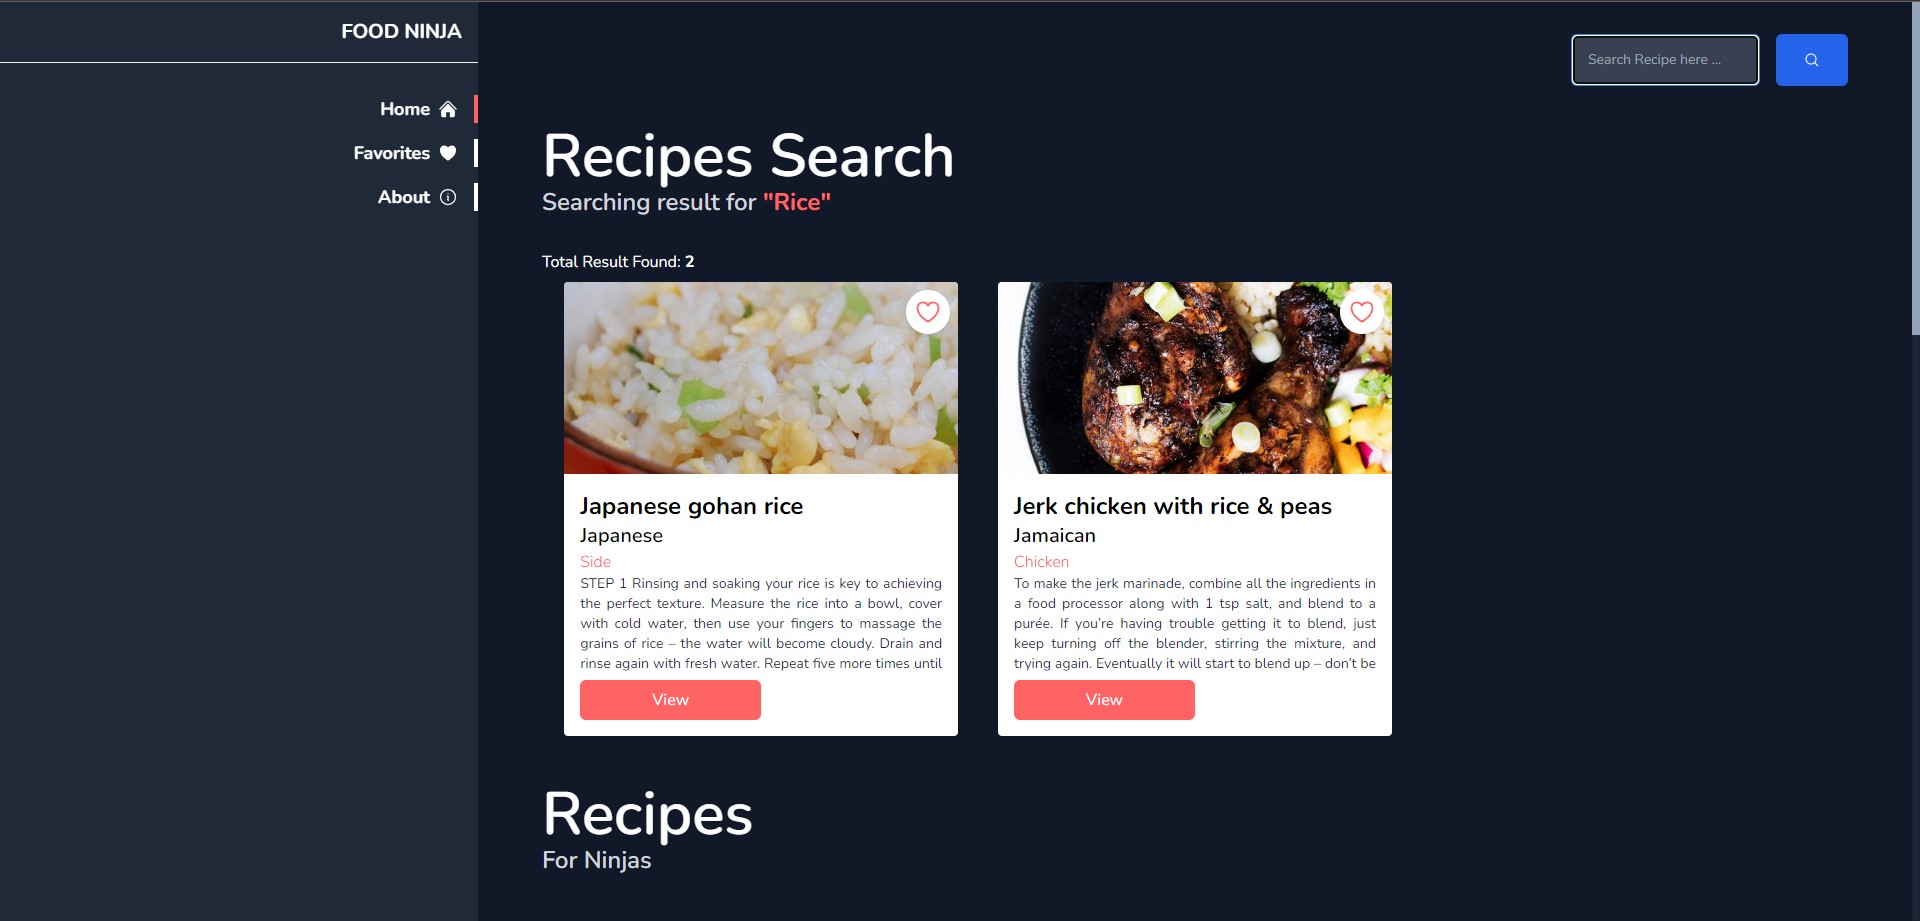 FOOD NINJA
Home
Favorites
About
Search Recipe here ...
Recipes Search
Searching result for "Rice"
Total Result Found: 2
Japanese gohan rice
Japanese
Side
STEP 1 Rinsing and soaking your rice is key to achieving
the perfect texture. Measure the rice into a bowl, cover
with cold water, then use your fingers to massage the
grains of rice – the water will become cloudy. Drain and
rinse again with fresh water. Repeat five more times until
View
Jerk chicken with rice & peas
Jamaican
Chicken
To make the jerk marinade, combine all the ingredients in
a food processor along with 1 tsp salt, and blend to a
purée. If you’re having trouble getting it to blend, just
keep turning off the blender, stirring the mixture, and
trying again. Eventually it will start to blend up – don’t be
View
Recipes
For Ninjas